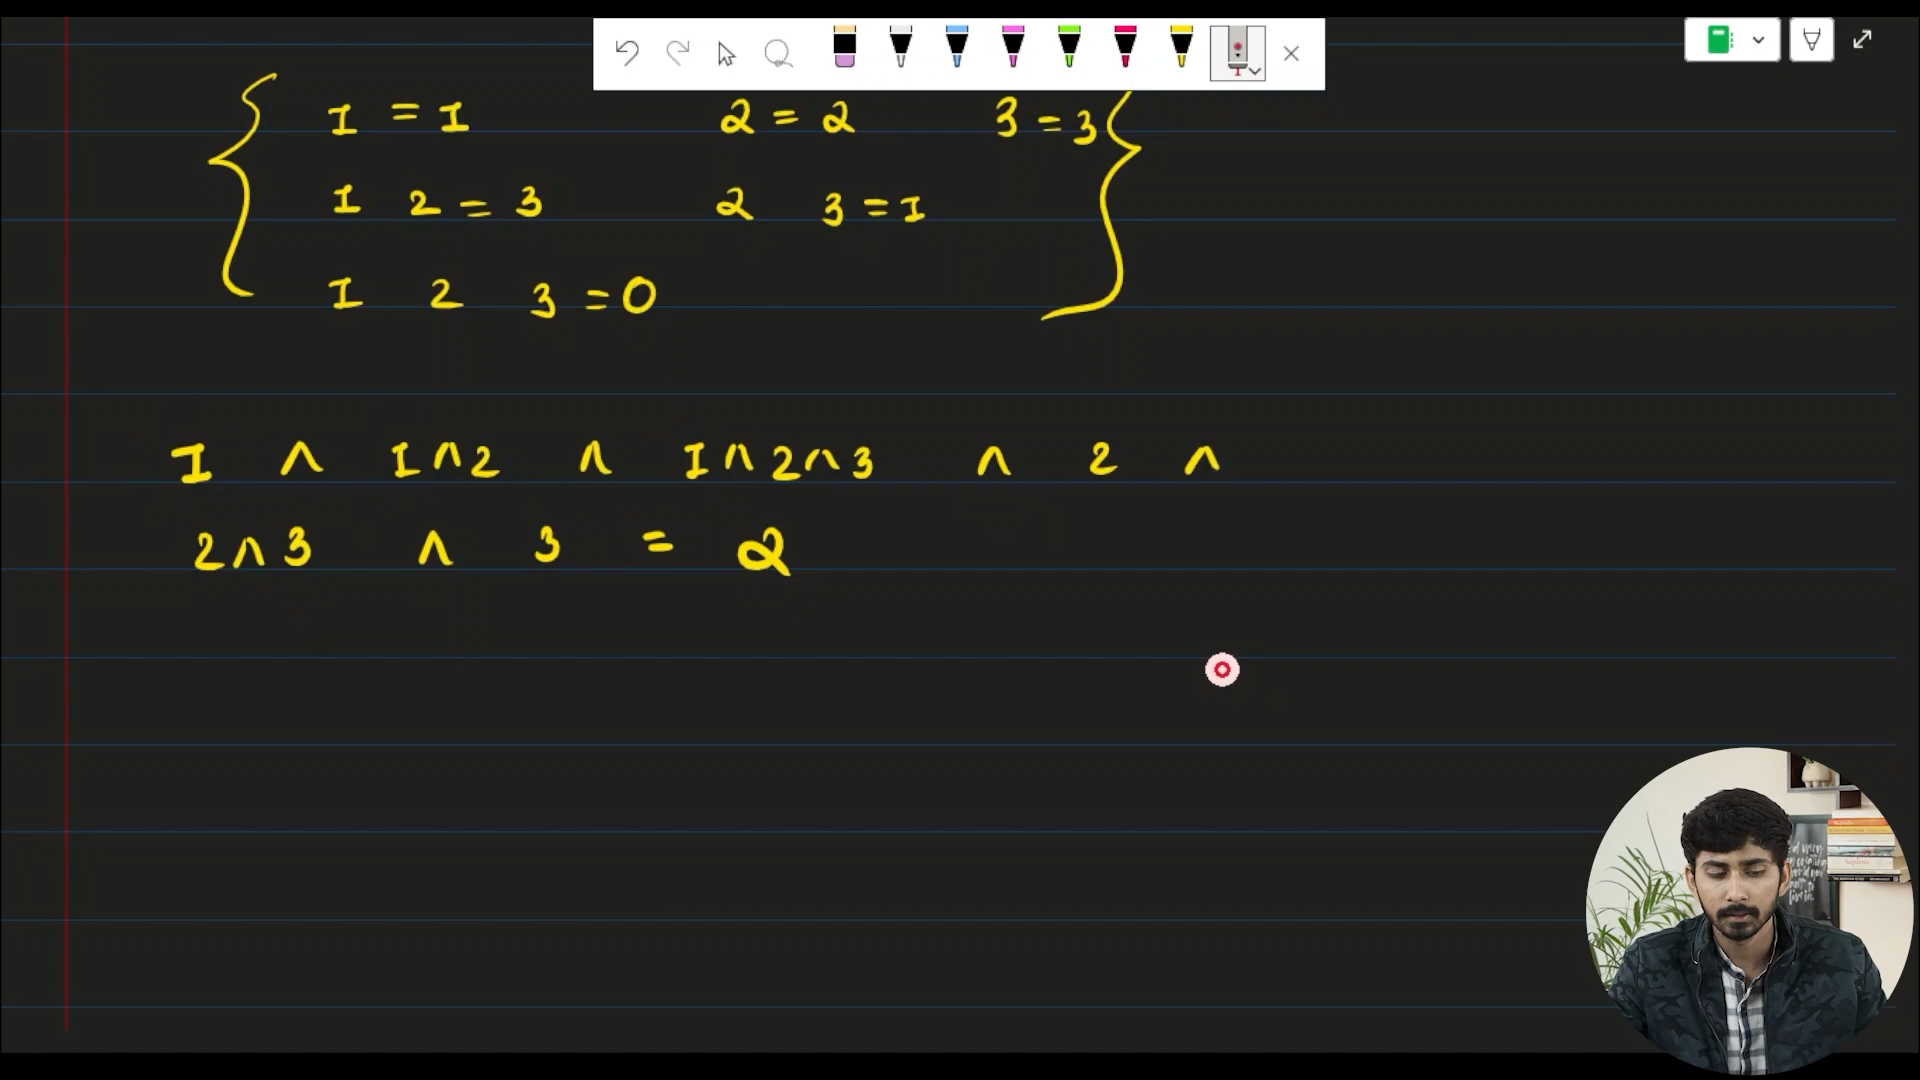 { 1 = 1 2 = 2 3 = 3 }
1 2 = 3 2 3 = 1
1 2 3 = 0
1 ^ 1^2 ^ 1^2^3 ^ 2 ^
2^3 ^ 3 = 2